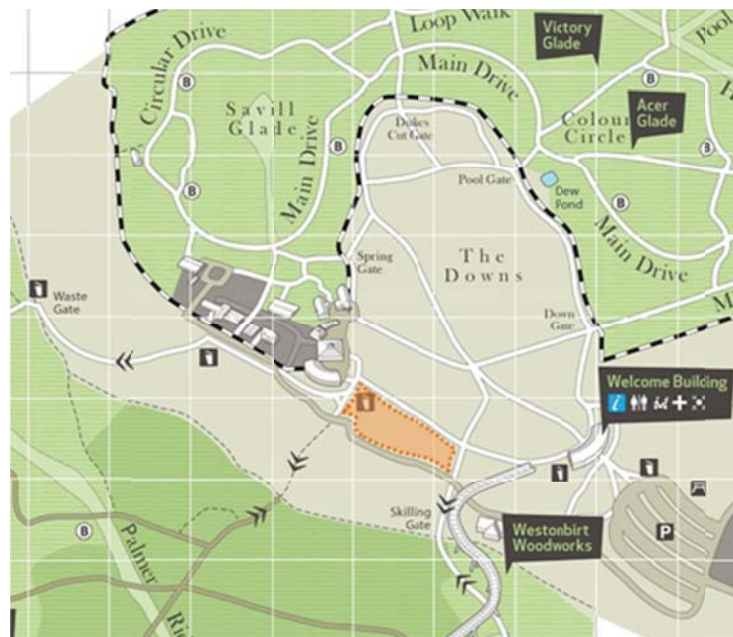 Loop Walk
Victory
Glade
Pool
Circular Drive
Main Drive
B
B
Savill
Glade
B
Acer
Glade
Colour
Circle
B
Dukes
Cut Gate
Pool Gate
Dew
Pond
B
B
Main Drive
Main Drive
The
Downs
Spring
Gate
Waste
Gate
Down
Gate
M
Welcome Building
i
Skilling
Gate
Westonbirt
Woodworks
P
B
Palmer